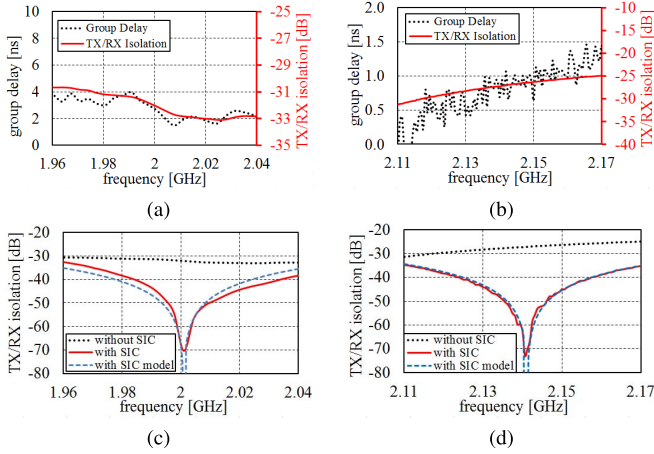 10
8
6
4
2
0
group delay [ns]
Group Delay
TX/RX Isolation
-25
-27
-29
-31
-33
-35
TX/RX isolation [dB]
1.96 1.98 2 2.02 2.04
frequency [GHz]
(a)
2.0
1.5
1.0
0.5
0.0
group delay [ns]
Group Delay
TX/RX Isolation
-10
-15
-20
-25
-30
-35
-40
TX/RX isolation [dB]
2.11 2.13 2.15 2.17
frequency [GHz]
(b)
-20
-30
-40
-50
-60
-70
-80
TX/RX isolation [dB]
without SIC
with SIC
with SIC model
1.96 1.98 2 2.02 2.04
frequency [GHz]
(c)
-20
-30
-40
-50
-60
-70
-80
TX/RX isolation [dB]
without SIC
with SIC
with SIC model
2.11 2.13 2.15 2.17
frequency [GHz]
(d)